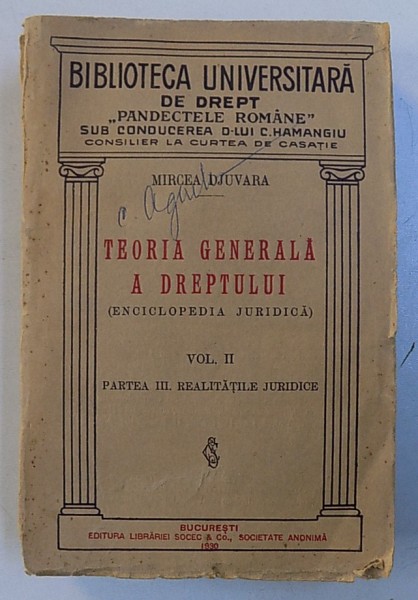 BIBLIOTECA UNIVERSITARĂ
DE DREPT
„PANDECTELE ROMÂNE”
SUB CONDUCEREA D-LUI C. HAMANGIU
CONSILIER LA CURTEA DE CASAȚIE
MIRCEA DJUVARA
TEORIA GENERALĂ
A DREPTULUI
(ENCICLOPEDIA JURIDICĂ)
VOL. II
PARTEA III. REALITĂȚILE JURIDICE
BUCUREȘTI
EDITURA LIBRĂRIEI SOCEC & Co., SOCIETATE ANONIMĂ
1930